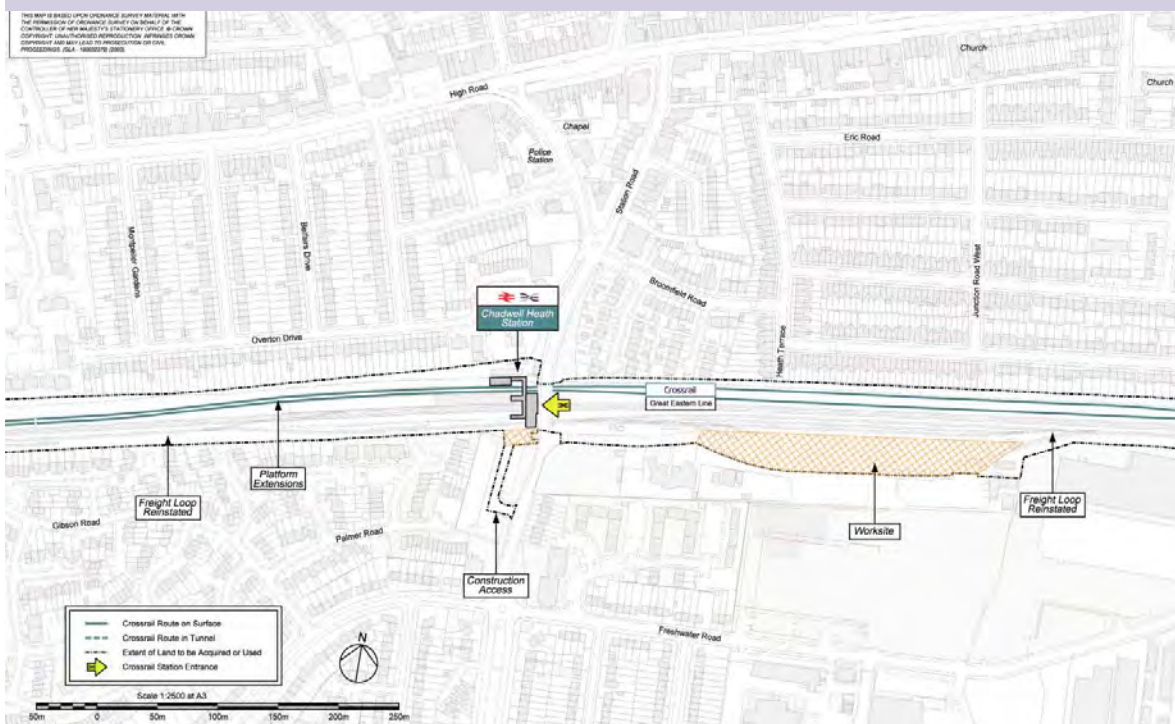 THIS MAP IS BASED UPON ORDNANCE SURVEY MATERIAL WITH
THE PERMISSION OF ORDNANCE SURVEY ON BEHALF OF THE
CONTROLLER OF HER MAJESTY'S STATIONERY OFFICE © CROWN
COPYRIGHT. UNAUTHORISED REPRODUCTION INFRINGES CROWN
COPYRIGHT AND MAY LEAD TO PROSECUTION OR CIVIL
PROCEEDINGS. (GLA - (2003)
Church
Church
High Road
Chapel
Eric Road
Police
Station
Station Road
Montpelier Gardens
Belfairs Drive
Broomfield Road
Junction Road West
Chadwell Heath
Station
Overton Drive
Heath Terrace
Crossrail
Great Eastern Line
Platform
Extensions
Freight Loop
Reinstated
Freight Loop
Reinstated
Gibson Road
Palmer Road
Worksite
Construction
Access
Freshwater Road
Crossrail Route on Surface
Crossrail Route in Tunnel
Extent of Land to be Acquired or Used
Crossrail Station Entrance
N
Scale 1:2500 at A3
50m 0 50m 100m 150m 200m 250m